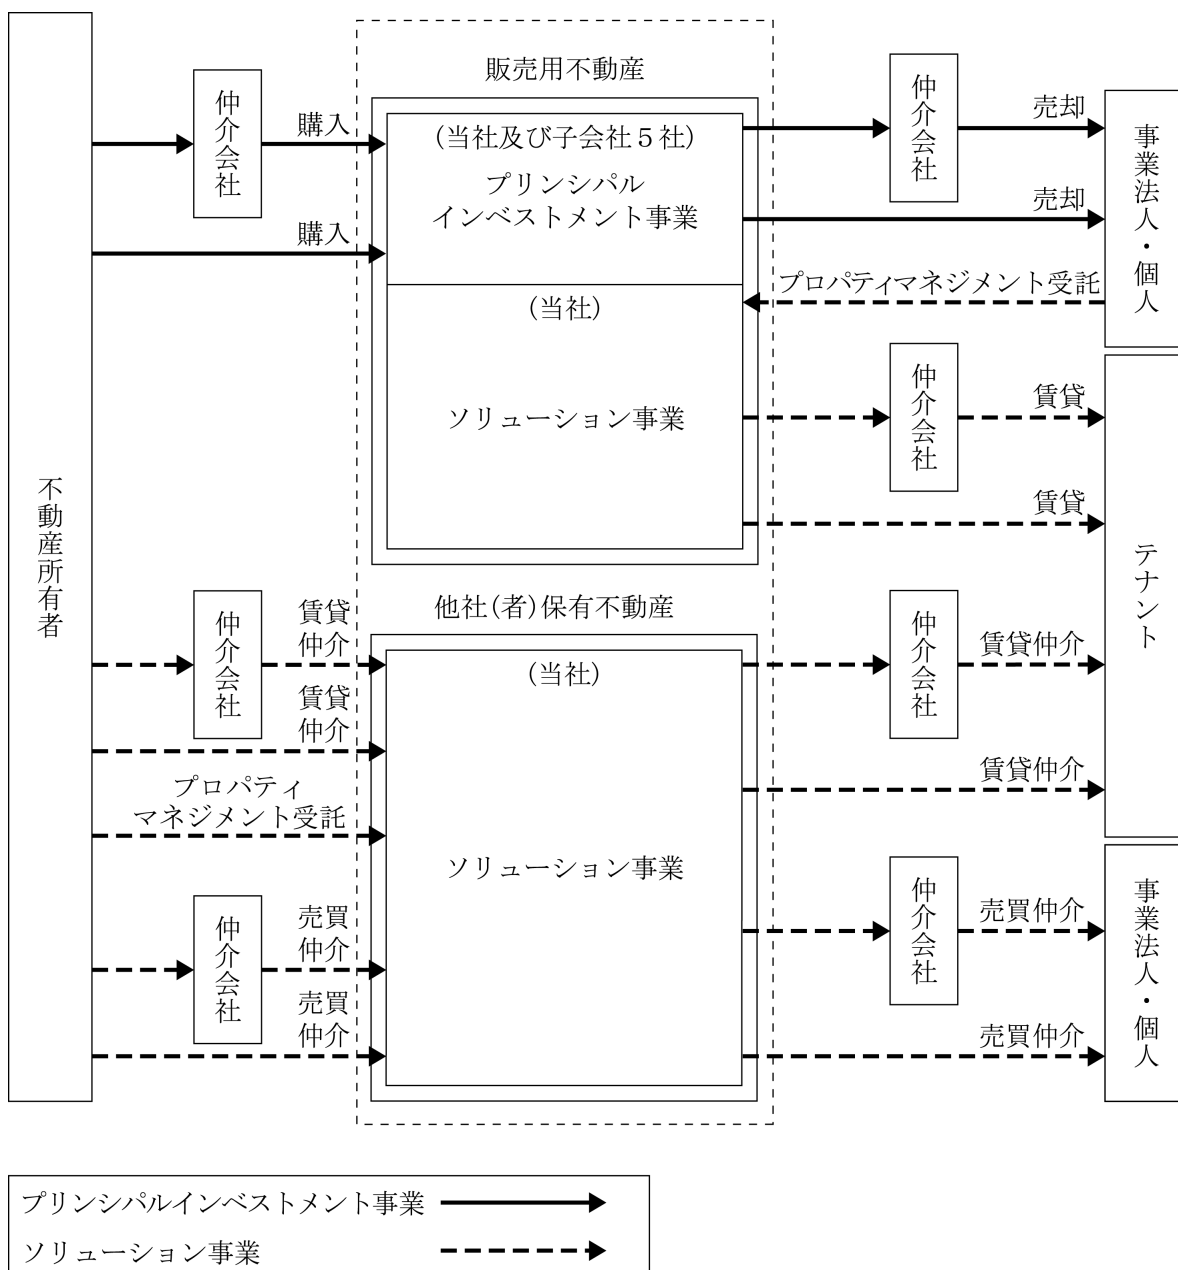 不動産所有者
仲介会社
購入
購入
販売用不動産
(当社及び子会社５社)
プリンシパル
インベストメント事業
(当社)
ソリューション事業
仲介会社
売却
売却
プロパティマネジメント受託
事業法人・個人
仲介会社
賃貸
賃貸
テナント
仲介会社
賃貸
仲介
賃貸
仲介
プロパティ
マネジメント受託
仲介会社
売買
仲介
売買
仲介
他社(者)保有不動産
(当社)
ソリューション事業
仲介会社
賃貸仲介
賃貸仲介
仲介会社
売買仲介
売買仲介
事業法人・個人
プリンシパルインベストメント事業
ソリューション事業